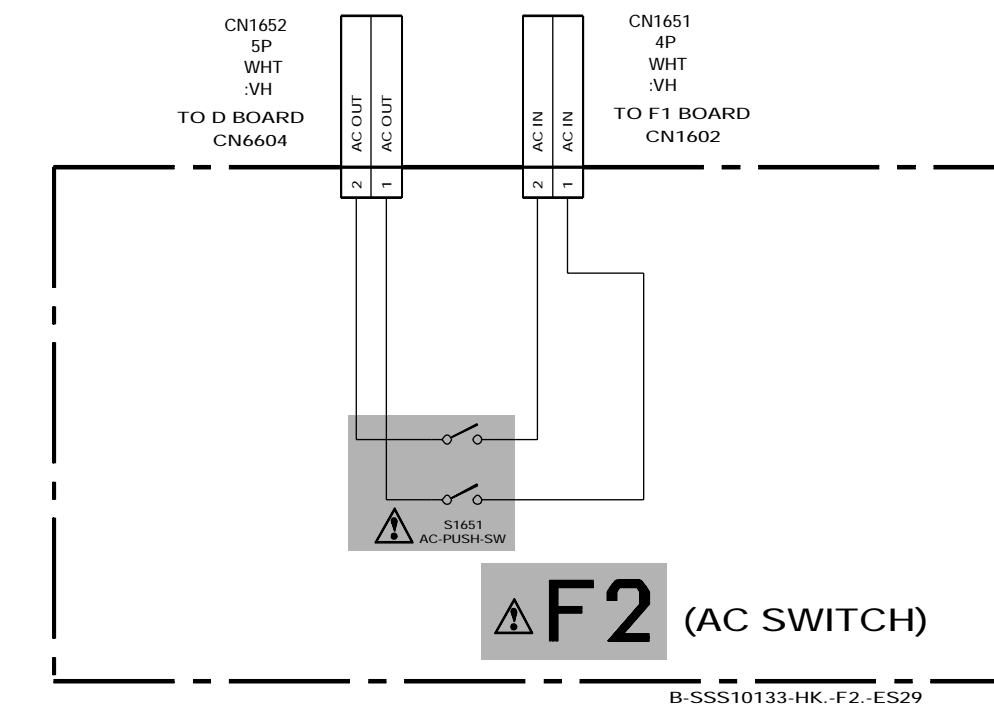 CN1652
5P
WHT
:VH
TO D BOARD
CN6604
AC OUT
AC OUT
2
1
CN1651
4P
WHT
:VH
TO F1 BOARD
CN1602
AC IN
AC IN
2
1
S1651
AC-PUSH-SW
F2 (AC SWITCH)
B-SSS10133-HK.-F2.-ES29